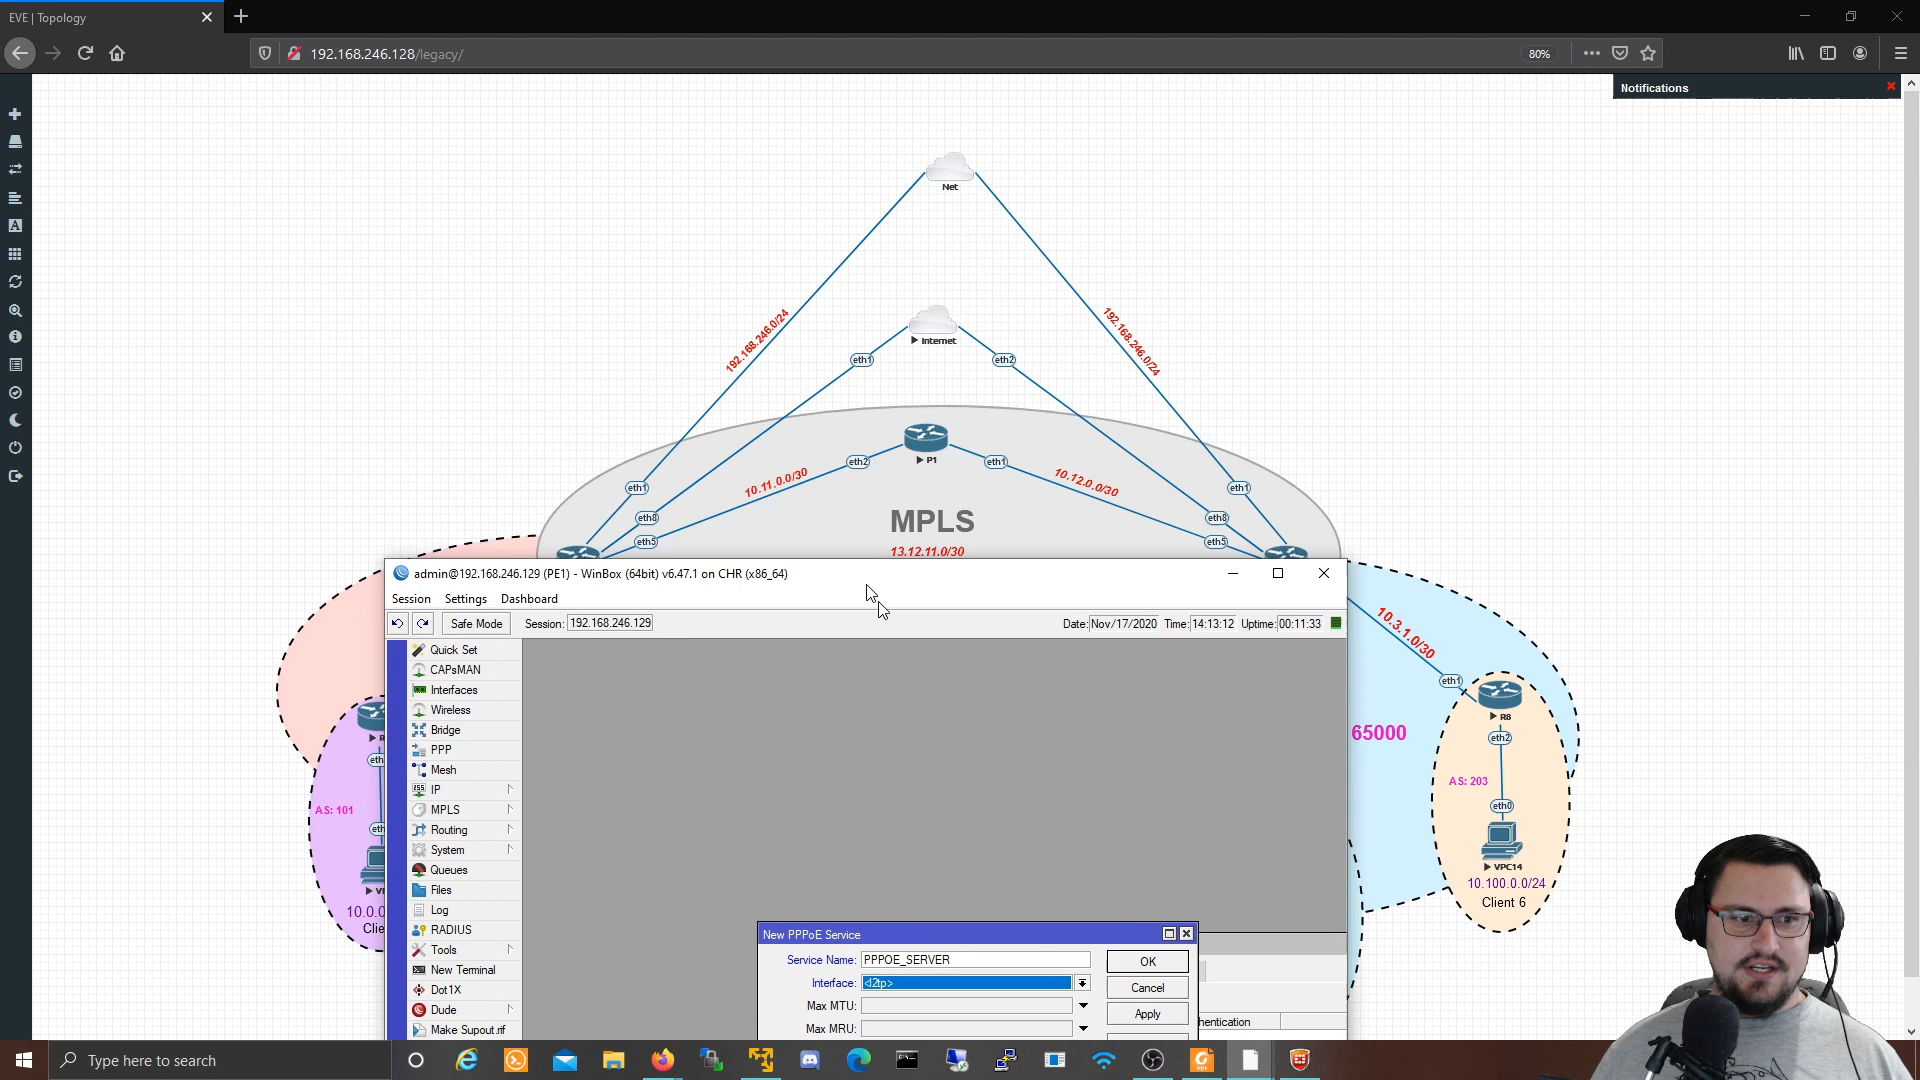 EVE | Topology
192.168.246.128/legacy/
80%
Notifications
Net
192.168.246.0/24
192.168.246.0/24
Internet
eth1
eth2
P1
eth2
eth1
10.11.0.0/30
10.12.0.0/30
eth1
eth1
MPLS
eth8
eth8
eth5
eth5
13.12.11.0/30
admin@192.168.246.129 (PE1) - WinBox (64bit) v6.47.1 on CHR (x86_64)
Session Settings Dashboard
Safe Mode
Session: 192.168.246.129
Date: Nov/17/2020 Time: 14:13:12 Uptime: 00:11:33
Quick Set
CAPsMAN
Interfaces
Wireless
Bridge
PPP
Mesh
IP
MPLS
Routing
System
Queues
Files
Log
RADIUS
Tools
New Terminal
Dot1X
Dude
Make Supout.rif
New PPPoE Service
Service Name: PPPOE_SERVER
Interface: <l2tp>
Max MTU:
Max MRU:
OK
Cancel
Apply
hentication
10.3.1.0/30
eth1
R8
65000
eth2
AS: 203
eth0
VPC14
10.100.0.0/24
Client 6
R
eth
AS: 101
eth
10.0.0
Clie
Type here to search